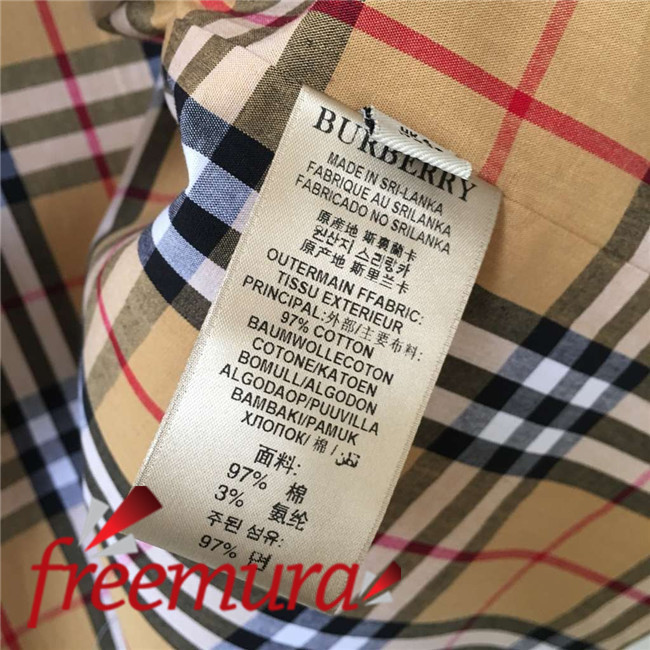 BURBERRY
MADE IN SRI-LANKA
FABRIQUE AU SRILANKA
FABRICADO NO SRILANKA
原産地 斯裏蘭卡
원산지 스리랑카
原产地 斯里兰卡
OUTERMAIN FFABRIC:
TISSU EXTERIEUR
PRINCIPAL:外部/主要布料:
97% COTTON
BAUMWOLLECOTON
COTONE/KATOEN
BOMULL/ALGODON
ALGODAOP/PUUVILLA
BAMBAKI/PAMUK
ХЛОПОК/ 棉 / قطن
面料:
97% 棉
3% 氨纶
주된 섬유:
97% 면
freemura